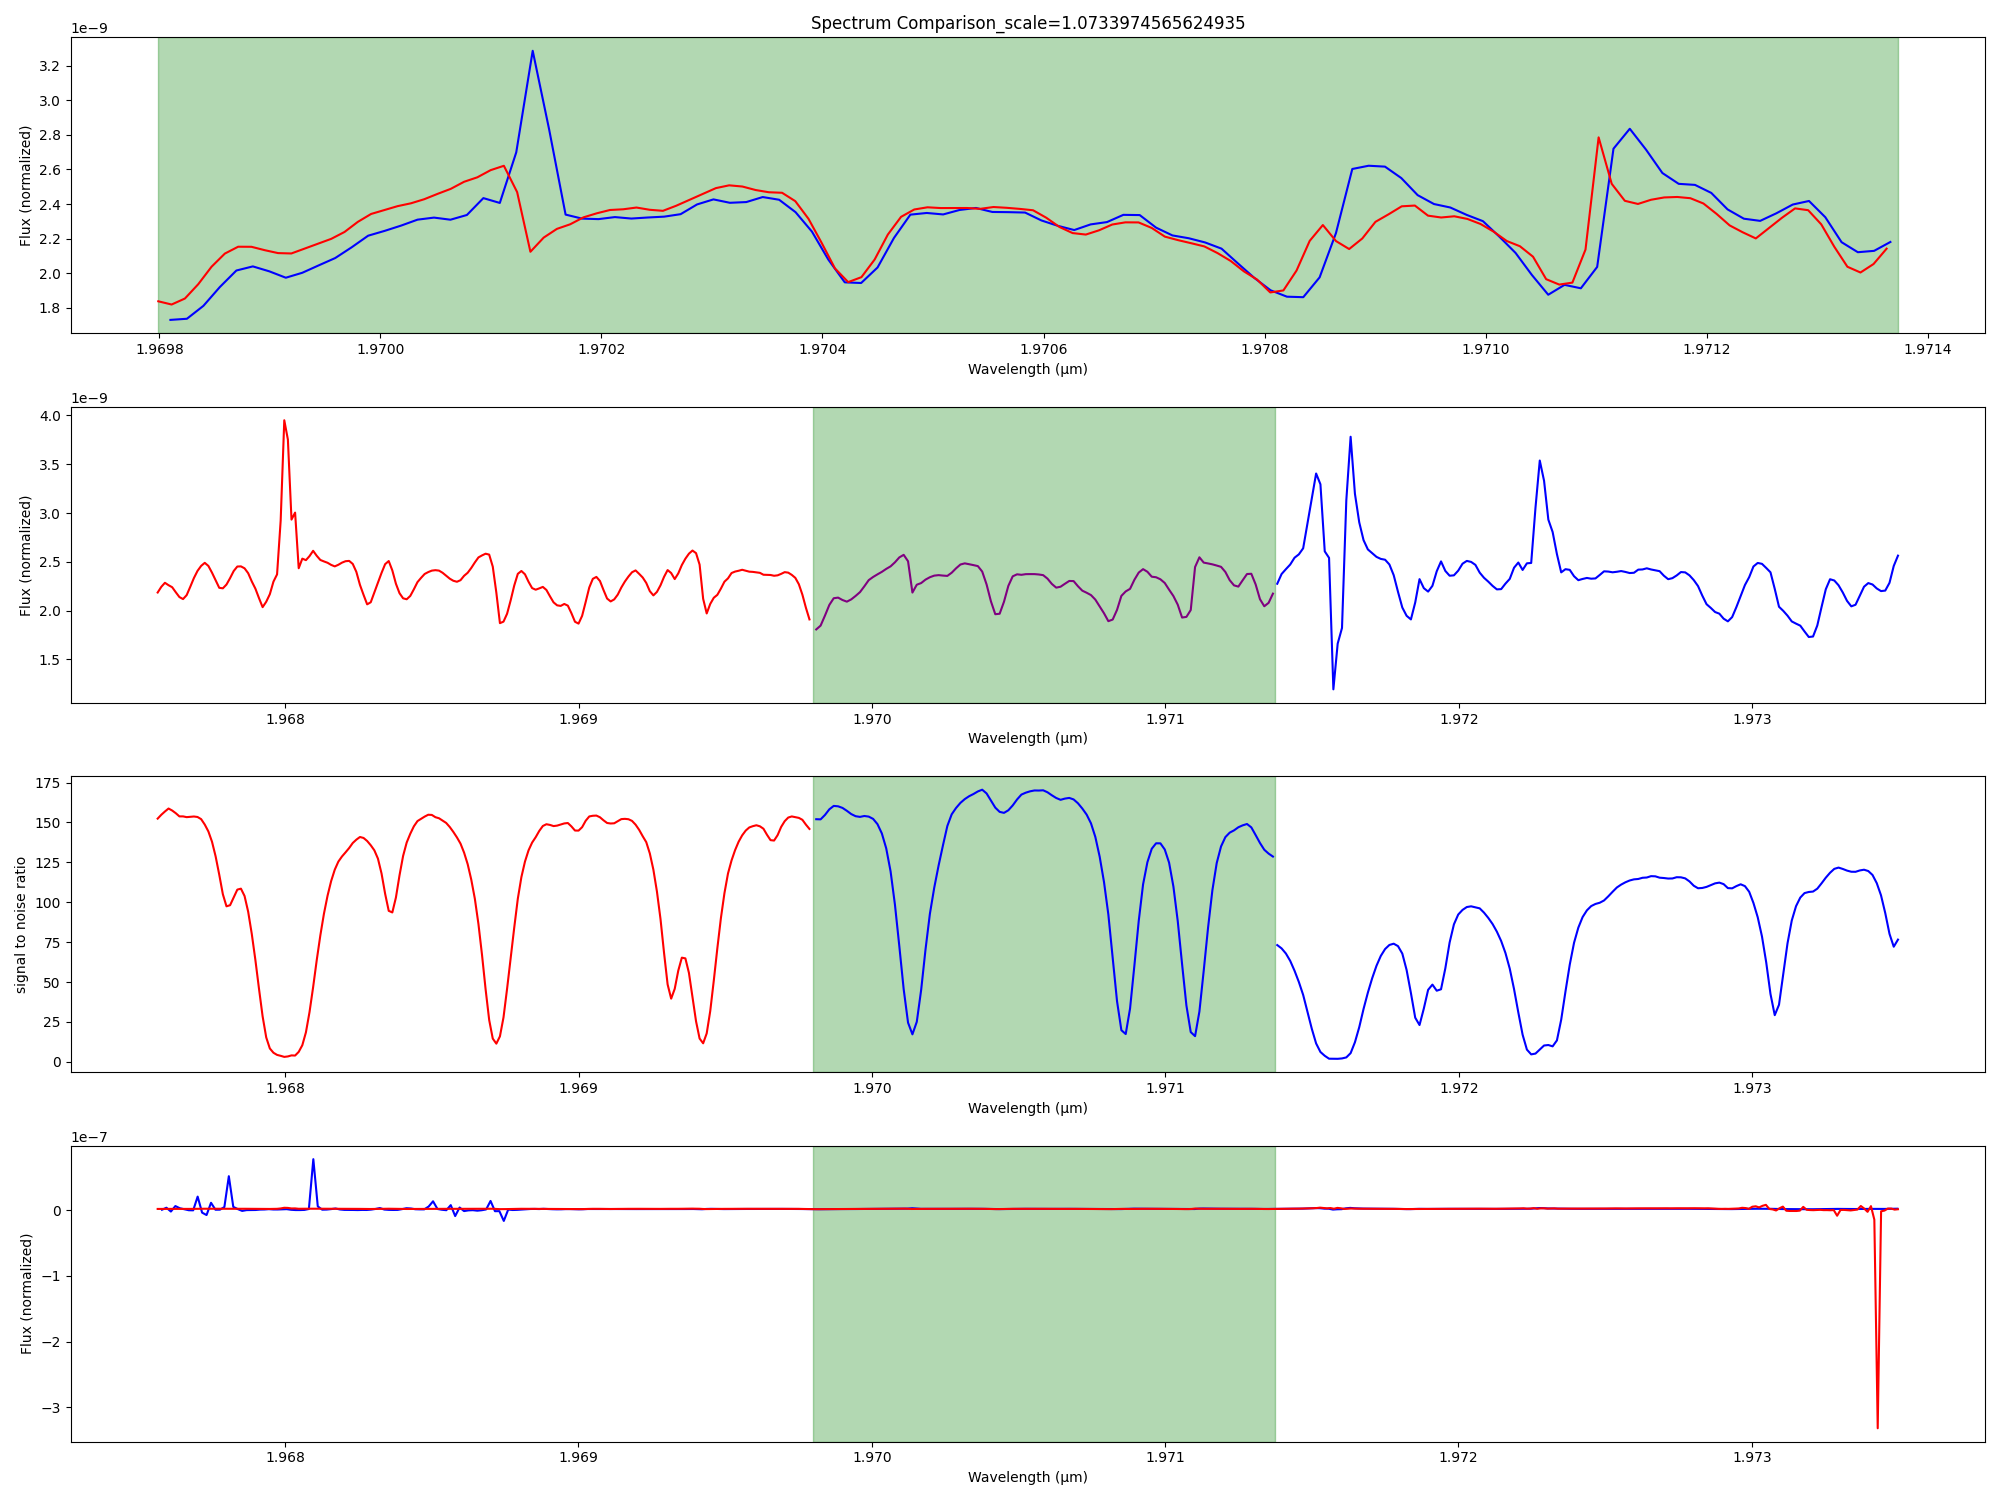 Spectrum Comparison_scale=1.0733974565624935
1e−9
3.2
3.0
2.8
2.6
2.4
2.2
2.0
1.8
Flux (normalized)
1.9698 1.9700 1.9702 1.9704 1.9706 1.9708 1.9710 1.9712 1.9714
Wavelength (μm)
1e−9
4.0
3.5
3.0
2.5
2.0
1.5
Flux (normalized)
1.968 1.969 1.970 1.971 1.972 1.973
Wavelength (μm)
175
150
125
100
75
50
25
0
signal to noise ratio
1.968 1.969 1.970 1.971 1.972 1.973
Wavelength (μm)
1e−7
0
−1
−2
−3
Flux (normalized)
1.968 1.969 1.970 1.971 1.972 1.973
Wavelength (μm)